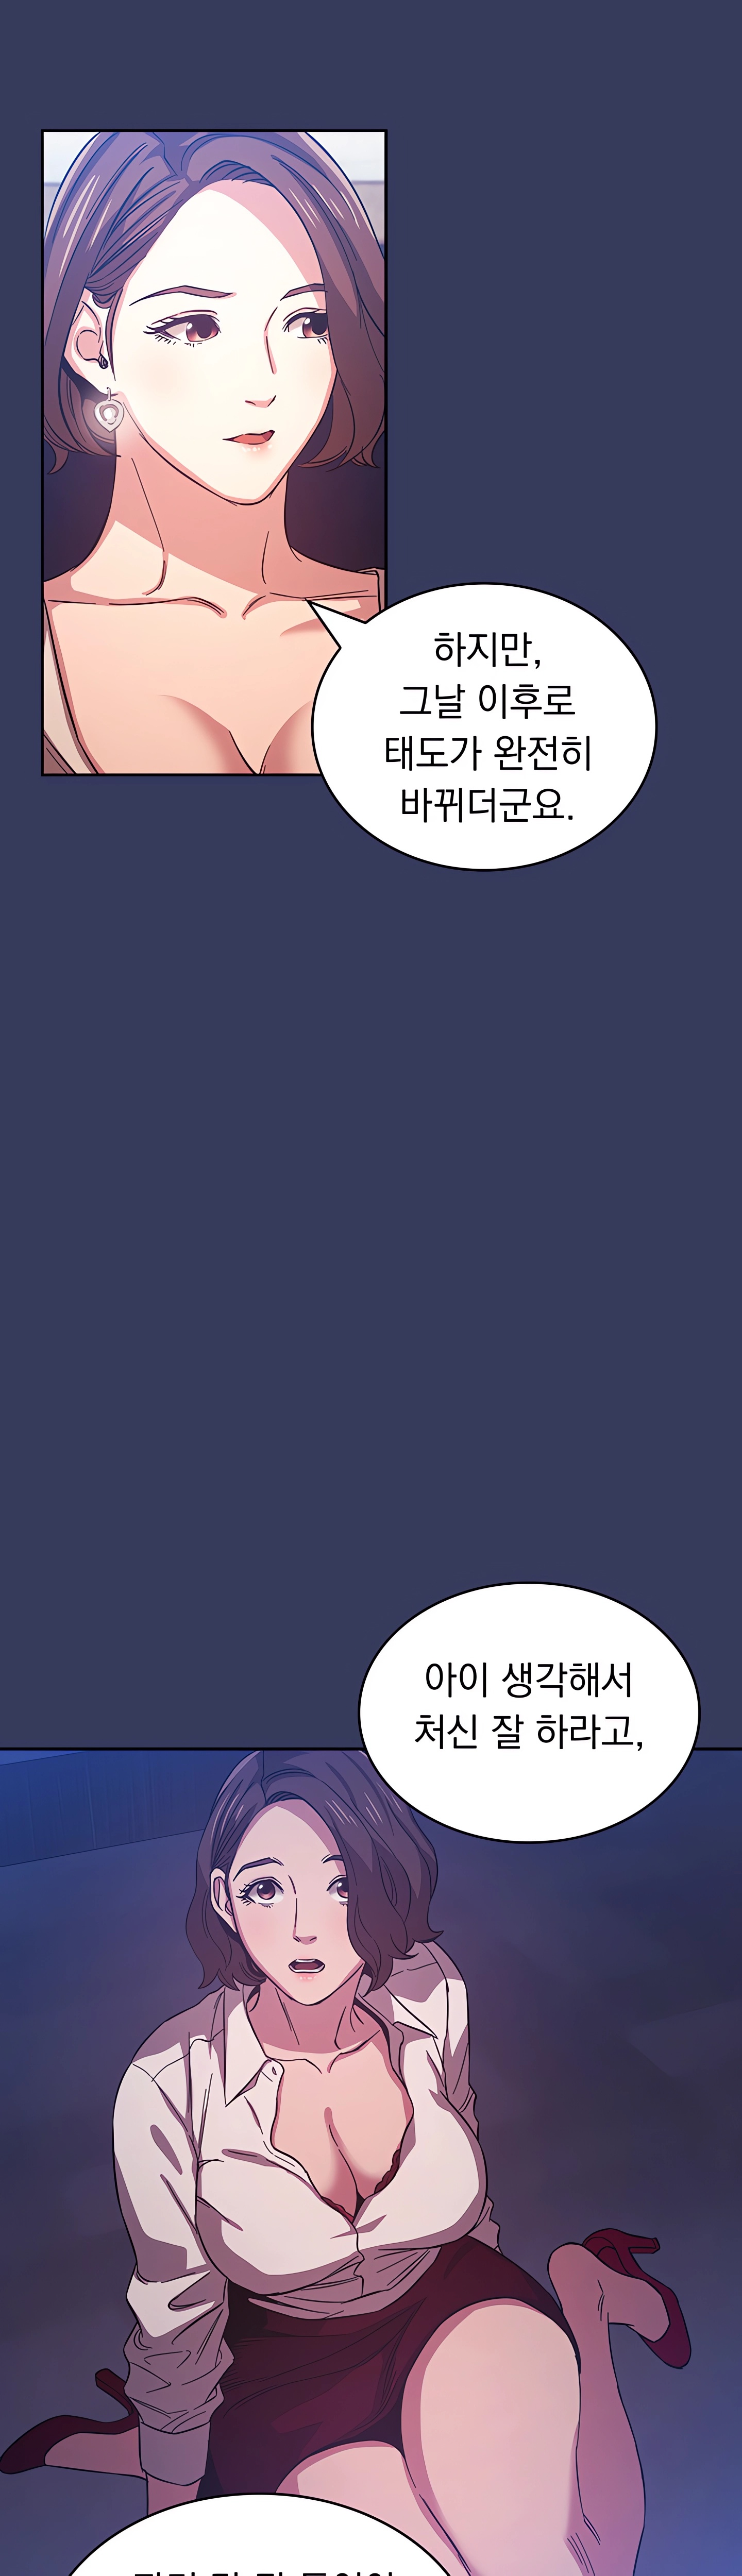 하지만,
그날 이후로
태도가 완전히
바뀌더군요.
아이 생각해서
처신 잘 하라고,